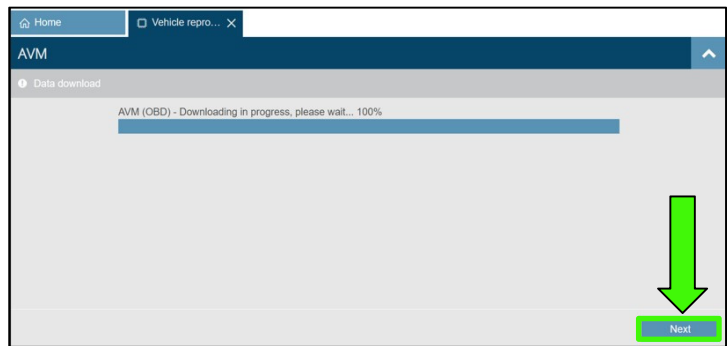 Home
Vehicle repro...
AVM
Data download
AVM (OBD) - Downloading in progress, please wait... 100%
Next